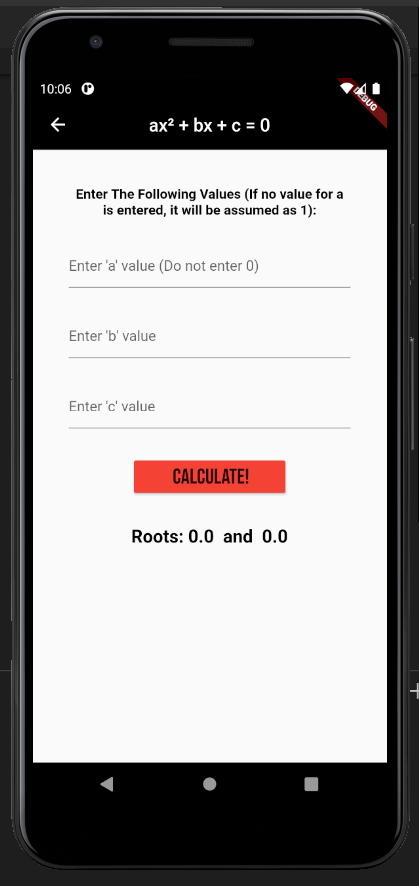 10:06
DEBUG
ax² + bx + c = 0
Enter The Following Values (If no value for a
is entered, it will be assumed as 1):
Enter 'a' value (Do not enter 0)
Enter 'b' value
Enter 'c' value
CALCULATE!
Roots: 0.0  and  0.0